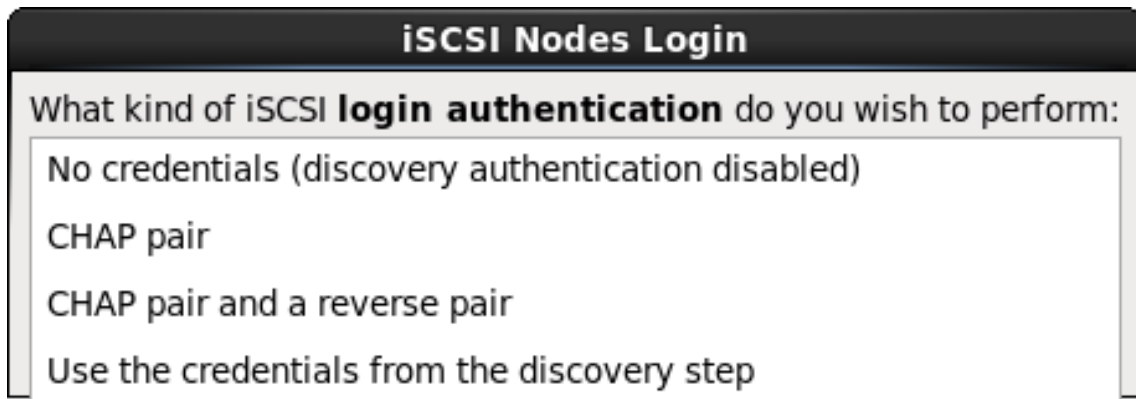 iSCSI Nodes Login
What kind of iSCSI login authentication do you wish to perform:
No credentials (discovery authentication disabled)
CHAP pair
CHAP pair and a reverse pair
Use the credentials from the discovery step